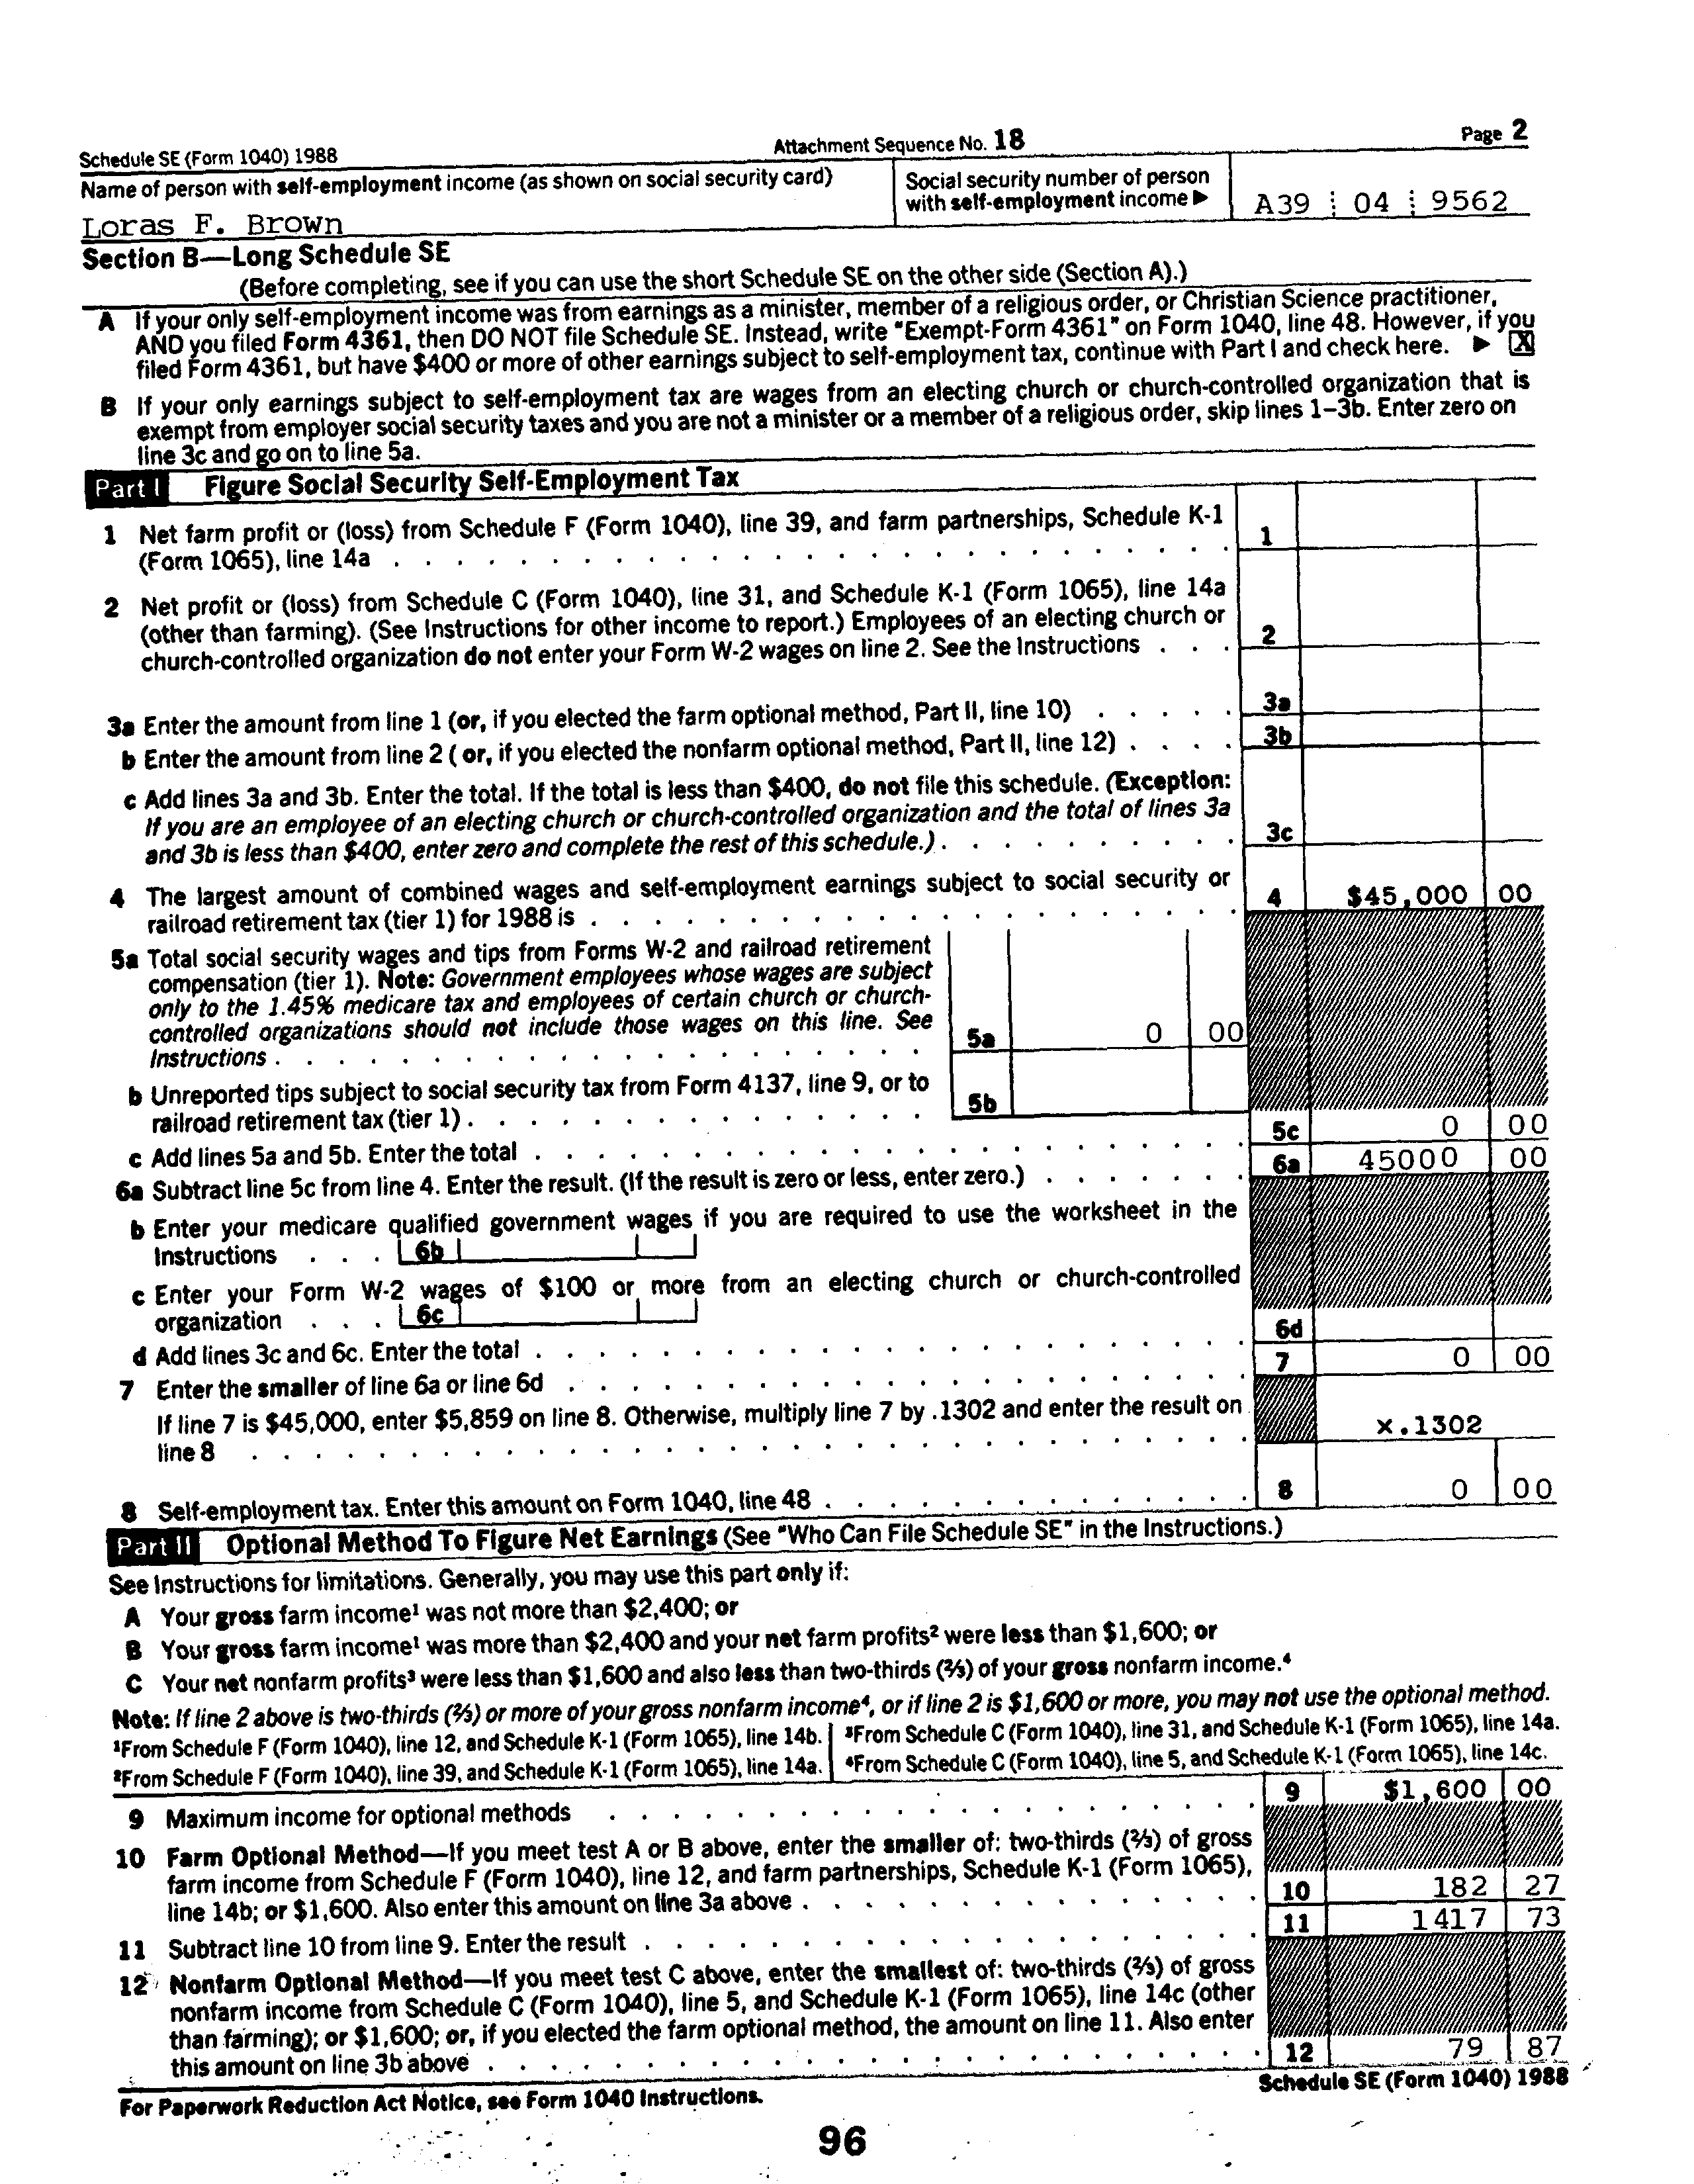 Schedule SE (Form 1040) 1988 Attachment Sequence No. 18 Page 2
Name of person with self-employment income (as shown on social security card)
Loras F. Brown
Social security number of person
with self-employment income ▶ A39 04 9562
Section B—Long Schedule SE
(Before completing, see if you can use the short Schedule SE on the other side (Section A).)
A If your only self-employment income was from earnings as a minister, member of a religious order, or Christian Science practitioner,
AND you filed Form 4361, then DO NOT file Schedule SE. Instead, write "Exempt-Form 4361" on Form 1040, line 48. However, if you
filed Form 4361, but have $400 or more of other earnings subject to self-employment tax, continue with Part I and check here. ▶ X
B If your only earnings subject to self-employment tax are wages from an electing church or church-controlled organization that is
exempt from employer social security taxes and you are not a minister or a member of a religious order, skip lines 1–3b. Enter zero on
line 3c and go on to line 5a.
Part I Figure Social Security Self-Employment Tax
1 Net farm profit or (loss) from Schedule F (Form 1040), line 39, and farm partnerships, Schedule K-1
(Form 1065), line 14a . . . 1
2 Net profit or (loss) from Schedule C (Form 1040), line 31, and Schedule K-1 (Form 1065), line 14a
(other than farming). (See Instructions for other income to report.) Employees of an electing church or
church-controlled organization do not enter your Form W-2 wages on line 2. See the Instructions . . . 2
3a Enter the amount from line 1 (or, if you elected the farm optional method, Part II, line 10) . . . 3a
b Enter the amount from line 2 ( or, if you elected the nonfarm optional method, Part II, line 12) . . . 3b
c Add lines 3a and 3b. Enter the total. If the total is less than $400, do not file this schedule. (Exception:
If you are an employee of an electing church or church-controlled organization and the total of lines 3a
and 3b is less than $400, enter zero and complete the rest of this schedule.) . . . 3c
4 The largest amount of combined wages and self-employment earnings subject to social security or
railroad retirement tax (tier 1) for 1988 is . . . 4 $45,000 00
5a Total social security wages and tips from Forms W-2 and railroad retirement
compensation (tier 1). Note: Government employees whose wages are subject
only to the 1.45% medicare tax and employees of certain church or church-
controlled organizations should not include those wages on this line. See
Instructions . . . 5a 0 00
b Unreported tips subject to social security tax from Form 4137, line 9, or to
railroad retirement tax (tier 1) . . . 5b
c Add lines 5a and 5b. Enter the total . . . 5c 0 00
6a Subtract line 5c from line 4. Enter the result. (If the result is zero or less, enter zero.) . . . 6a 45000 00
b Enter your medicare qualified government wages if you are required to use the worksheet in the
Instructions . . . 6b
c Enter your Form W-2 wages of $100 or more from an electing church or church-controlled
organization . . . 6c
d Add lines 3c and 6c. Enter the total . . . 6d
7 Enter the smaller of line 6a or line 6d . . . 7 0 00
If line 7 is $45,000, enter $5,859 on line 8. Otherwise, multiply line 7 by .1302 and enter the result on
line 8 . . . x.1302
8 Self-employment tax. Enter this amount on Form 1040, line 48 . . . 8 0 00
Part II Optional Method To Figure Net Earnings (See "Who Can File Schedule SE" in the Instructions.)
See Instructions for limitations. Generally, you may use this part only if:
A Your gross farm income¹ was not more than $2,400; or
B Your gross farm income¹ was more than $2,400 and your net farm profits² were less than $1,600; or
C Your net nonfarm profits³ were less than $1,600 and also less than two-thirds (⅔) of your gross nonfarm income.⁴
Note: If line 2 above is two-thirds (⅔) or more of your gross nonfarm income⁴, or if line 2 is $1,600 or more, you may not use the optional method.
¹From Schedule F (Form 1040), line 12, and Schedule K-1 (Form 1065), line 14b. ³From Schedule C (Form 1040), line 31, and Schedule K-1 (Form 1065), line 14a.
²From Schedule F (Form 1040), line 39, and Schedule K-1 (Form 1065), line 14a. ⁴From Schedule C (Form 1040), line 5, and Schedule K-1 (Form 1065), line 14c.
9 Maximum income for optional methods . . . 9 $1,600 00
10 Farm Optional Method—If you meet test A or B above, enter the smaller of: two-thirds (⅔) of gross
farm income from Schedule F (Form 1040), line 12, and farm partnerships, Schedule K-1 (Form 1065),
line 14b; or $1,600. Also enter this amount on line 3a above . . . 10 182 27
11 Subtract line 10 from line 9. Enter the result . . . 11 1417 73
12 Nonfarm Optional Method—If you meet test C above, enter the smallest of: two-thirds (⅔) of gross
nonfarm income from Schedule C (Form 1040), line 5, and Schedule K-1 (Form 1065), line 14c (other
than farming); or $1,600; or, if you elected the farm optional method, the amount on line 11. Also enter
this amount on line 3b above . . . 12 79 87
For Paperwork Reduction Act Notice, see Form 1040 Instructions. Schedule SE (Form 1040) 1988
96